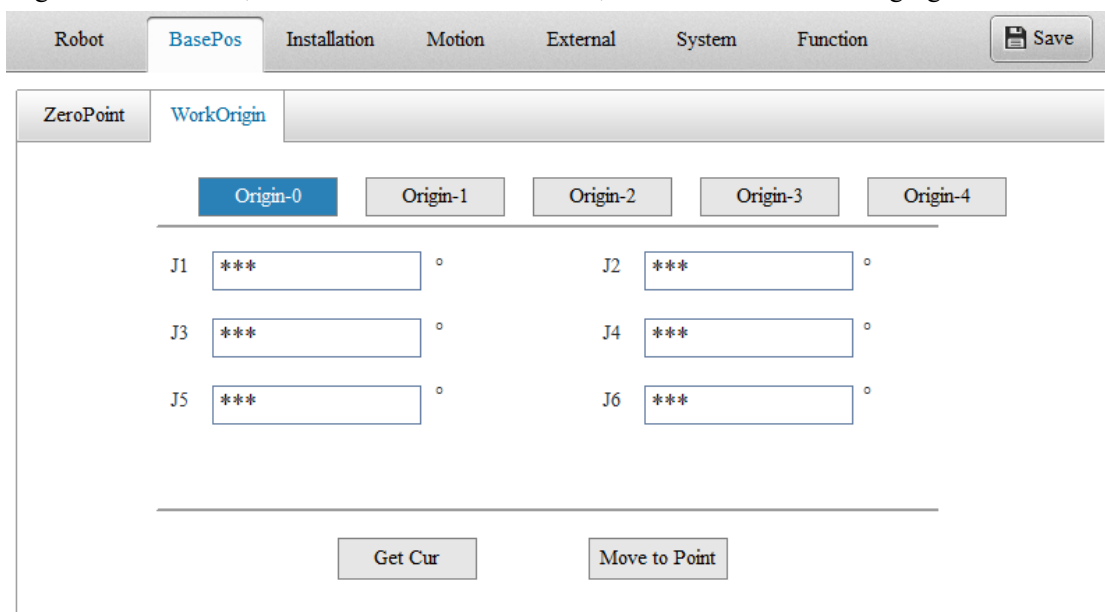 Robot BasePos Installation Motion External System Function Save
ZeroPoint WorkOrigin
Origin-0 Origin-1 Origin-2 Origin-3 Origin-4
J1 *** ° J2 *** °
J3 *** ° J4 *** °
J5 *** ° J6 *** °
Get Cur Move to Point